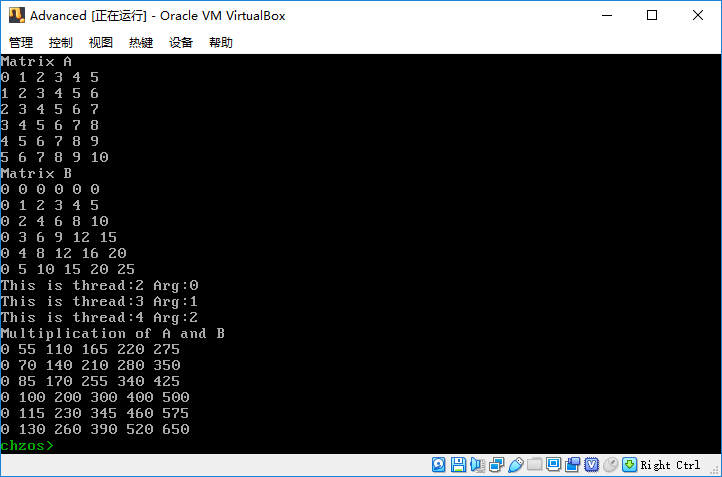 Advanced [正在运行] - Oracle VM VirtualBox
管理 控制 视图 热键 设备 帮助
Matrix A
0 1 2 3 4 5
1 2 3 4 5 6
2 3 4 5 6 7
3 4 5 6 7 8
4 5 6 7 8 9
5 6 7 8 9 10
Matrix B
0 0 0 0 0 0
0 1 2 3 4 5
0 2 4 6 8 10
0 3 6 9 12 15
0 4 8 12 16 20
0 5 10 15 20 25
This is thread:2 Arg:0
This is thread:3 Arg:1
This is thread:4 Arg:2
Multiplication of A and B
0 55 110 165 220 275
0 70 140 210 280 350
0 85 170 255 340 425
0 100 200 300 400 500
0 115 230 345 460 575
0 130 260 390 520 650
chzos>
Right Ctrl